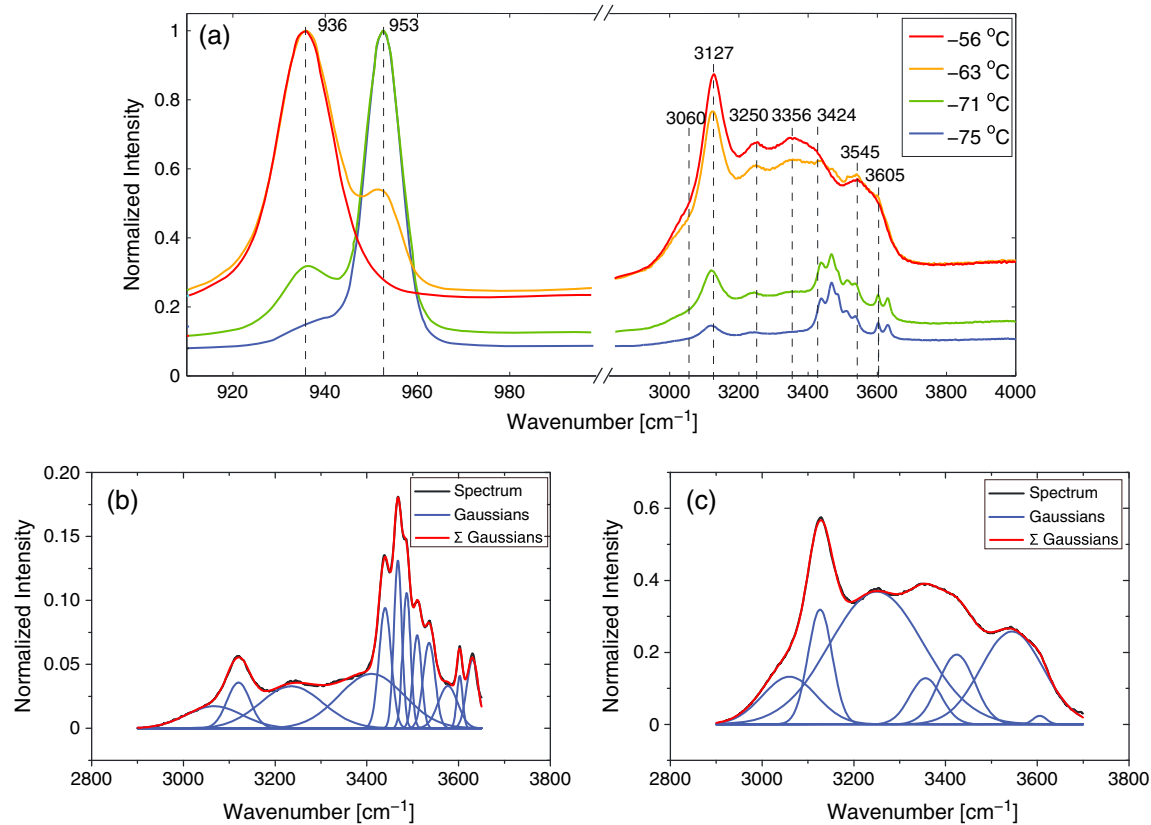 (a)
936
953
3060
3127
3250
3356
3424
3545
3605
−56 °C
−63 °C
−71 °C
−75 °C
Normalized Intensity
1
0.8
0.6
0.4
0.2
0
920
940
960
980
3000
3200
3400
3600
3800
4000
Wavenumber [cm−1]
(b)
Spectrum
Gaussians
Σ Gaussians
Normalized Intensity
0.20
0.15
0.10
0.05
0
2800
3000
3200
3400
3600
3800
Wavenumber [cm−1]
(c)
Spectrum
Gaussians
Σ Gaussians
Normalized Intensity
0.6
0.4
0.2
0
2800
3000
3200
3400
3600
3800
Wavenumber [cm−1]